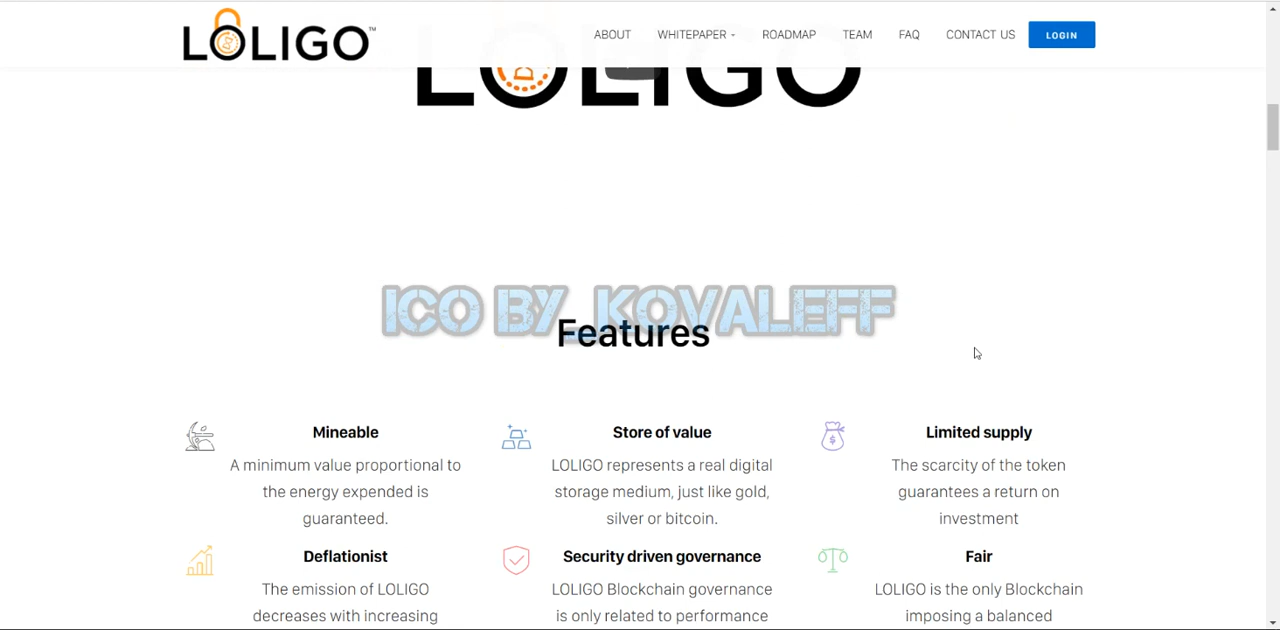 LOLIGO™
ABOUT WHITEPAPER ROADMAP TEAM FAQ CONTACT US LOGIN
LOLIGO
ICO BY_KOVALEFF
Features
Mineable
A minimum value proportional to
the energy expended is
guaranteed.
Store of value
LOLIGO represents a real digital
storage medium, just like gold,
silver or bitcoin.
Limited supply
The scarcity of the token
guarantees a return on
investment
Deflationist
The emission of LOLIGO
decreases with increasing
Security driven governance
LOLIGO Blockchain governance
is only related to performance
Fair
LOLIGO is the only Blockchain
imposing a balanced